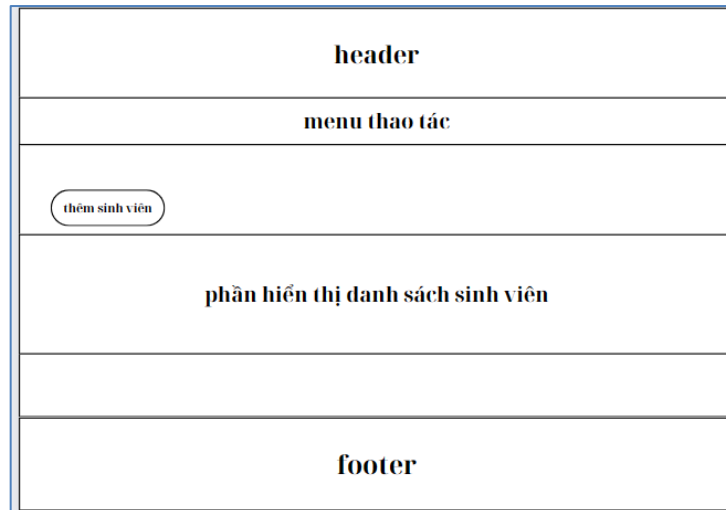 header
menu thao tác
thêm sinh viên
phần hiển thị danh sách sinh viên
footer